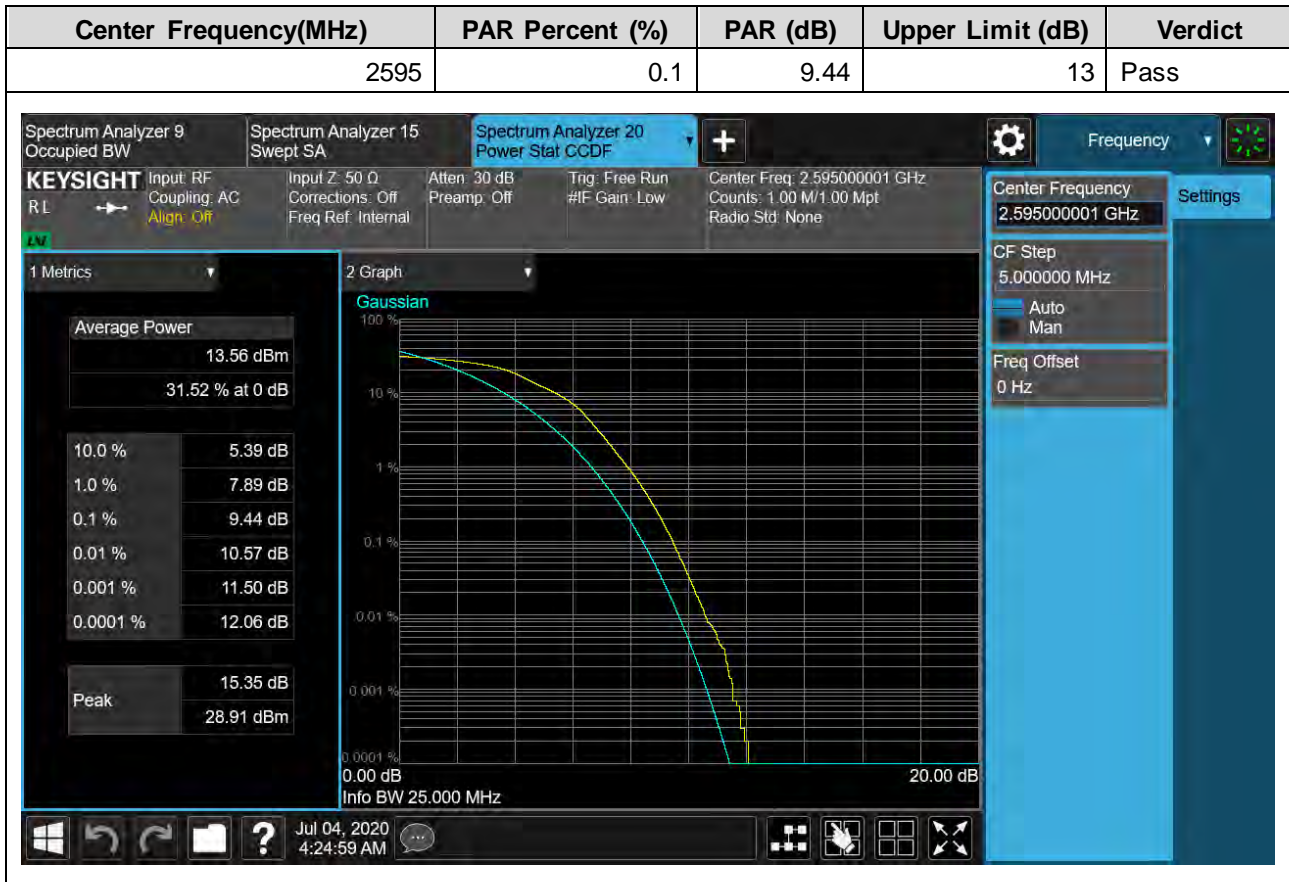 Center Frequency(MHz) PAR Percent (%) PAR (dB) Upper Limit (dB) Verdict
2595 0.1 9.44 13 Pass
Spectrum Analyzer 9 Spectrum Analyzer 15 Spectrum Analyzer 20
Occupied BW Swept SA Power Stat CCDF
Frequency
KEYSIGHT Input: RF Input Z: 50 Ω Atten: 30 dB Trig: Free Run Center Freq: 2.595000001 GHz
RL Coupling: AC Corrections: Off Preamp: Off #IF Gain: Low Counts: 1.00 M/1.00 Mpt
Align: Off Freq Ref: Internal Radio Std: None
LNI
Center Frequency Settings
2.595000001 GHz
CF Step
5.000000 MHz
Auto
Man
Freq Offset
0 Hz
1 Metrics
Average Power
13.56 dBm
31.52 % at 0 dB
10.0 % 5.39 dB
1.0 % 7.89 dB
0.1 % 9.44 dB
0.01 % 10.57 dB
0.001 % 11.50 dB
0.0001 % 12.06 dB
Peak 15.35 dB
28.91 dBm
2 Graph
Gaussian
100 %
10 %
1 %
0.1 %
0.01 %
0.001 %
0.0001 %
0.00 dB 20.00 dB
Info BW 25.000 MHz
? Jul 04, 2020
4:24:59 AM